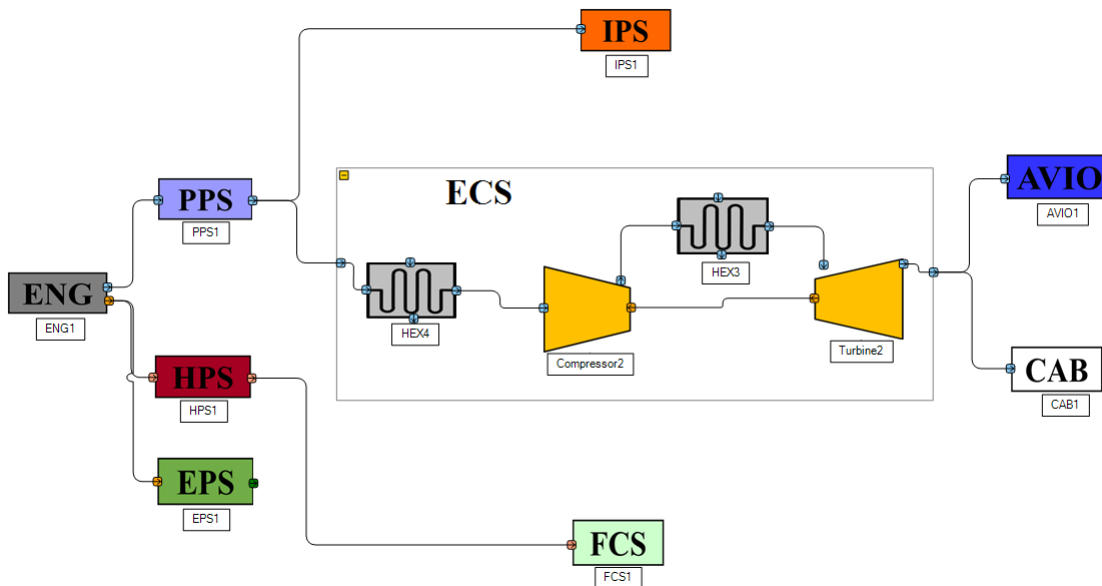 IPS
IPS1
ECS
PPS
PPS1
HEX3
AVIO
AVIO1
ENG
ENG1
HEX4
Compressor2
Turbine2
CAB
CAB1
HPS
HPS1
EPS
EPS1
FCS
FCS1